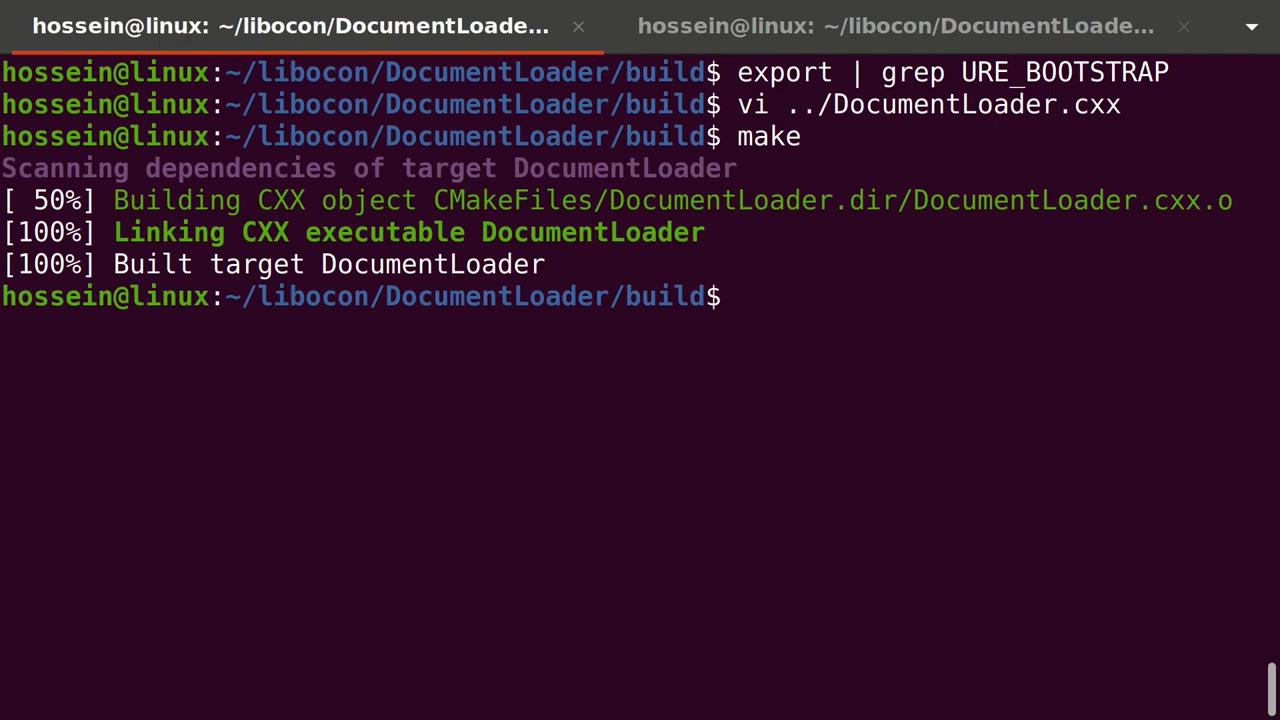 hossein@linux: ~/libocon/DocumentLoade... × hossein@linux: ~/libocon/DocumentLoade... ×
hossein@linux:~/libocon/DocumentLoader/build$ export | grep URE_BOOTSTRAP
hossein@linux:~/libocon/DocumentLoader/build$ vi ../DocumentLoader.cxx
hossein@linux:~/libocon/DocumentLoader/build$ make
Scanning dependencies of target DocumentLoader
[ 50%] Building CXX object CMakeFiles/DocumentLoader.dir/DocumentLoader.cxx.o
[100%] Linking CXX executable DocumentLoader
[100%] Built target DocumentLoader
hossein@linux:~/libocon/DocumentLoader/build$